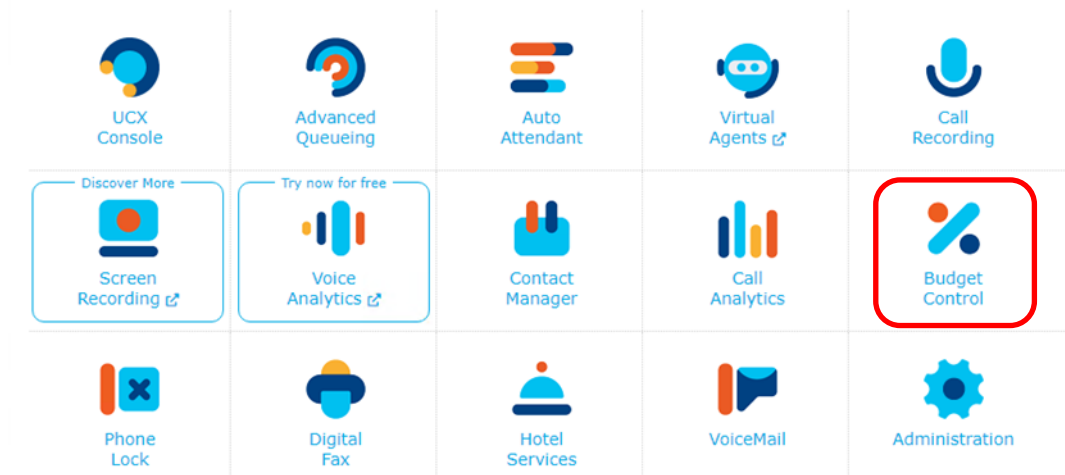 UCX
Console
Advanced
Queueing
Auto
Attendant
Virtual
Agents
Call
Recording
Discover More
Screen
Recording
Try now for free
Voice
Analytics
Contact
Manager
Call
Analytics
Budget
Control
Phone
Lock
Digital
Fax
Hotel
Services
VoiceMail
Administration